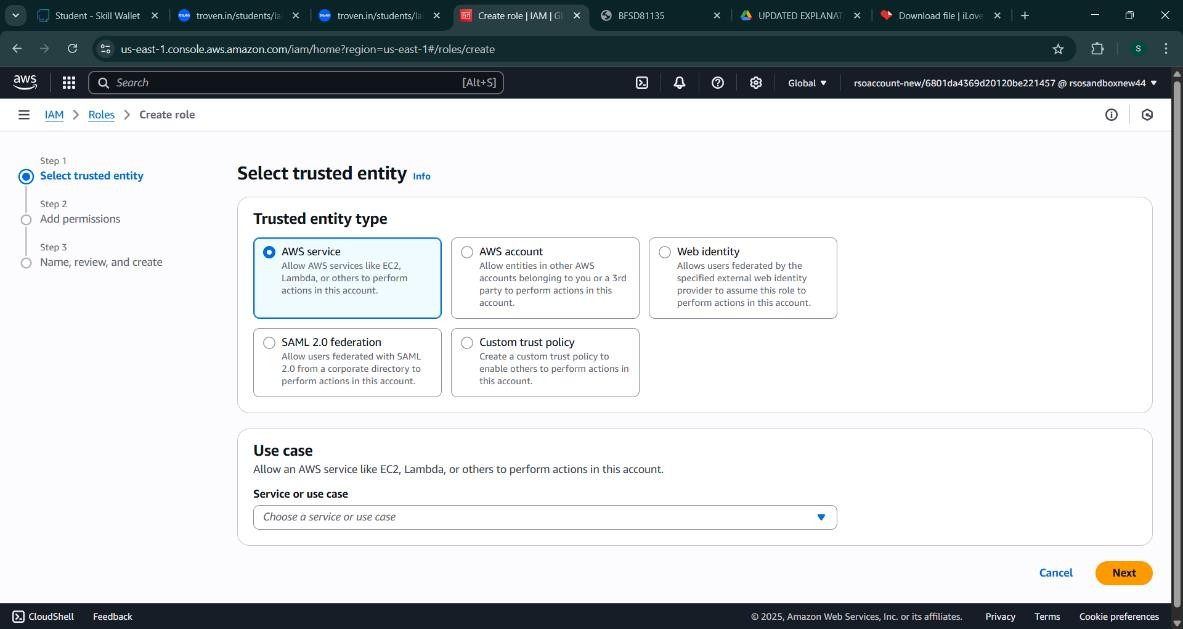 Student - Skill Wallet
troven.in/students/la
troven.in/students/la
Create role | IAM | Gl
BFSD81135
UPDATED EXPLANAT
Download file | iLove
us-east-1.console.aws.amazon.com/iam/home?region=us-east-1#/roles/create
S
aws
Search
[Alt+S]
Global
rsoaccount-new/6801da4369d20120be221457 @ rsosandboxnew44
IAM > Roles > Create role
Step 1
Select trusted entity
Step 2
Add permissions
Step 3
Name, review, and create
Select trusted entity Info
Trusted entity type
AWS service
Allow AWS services like EC2,
Lambda, or others to perform
actions in this account.
AWS account
Allow entities in other AWS
accounts belonging to you or a 3rd
party to perform actions in this
account.
Web identity
Allows users federated by the
specified external web identity
provider to assume this role to
perform actions in this account.
SAML 2.0 federation
Allow users federated with SAML
2.0 from a corporate directory to
perform actions in this account.
Custom trust policy
Create a custom trust policy to
enable others to perform actions in
this account.
Use case
Allow an AWS service like EC2, Lambda, or others to perform actions in this account.
Service or use case
Choose a service or use case
Cancel
Next
CloudShell
Feedback
© 2025, Amazon Web Services, Inc. or its affiliates.
Privacy
Terms
Cookie preferences